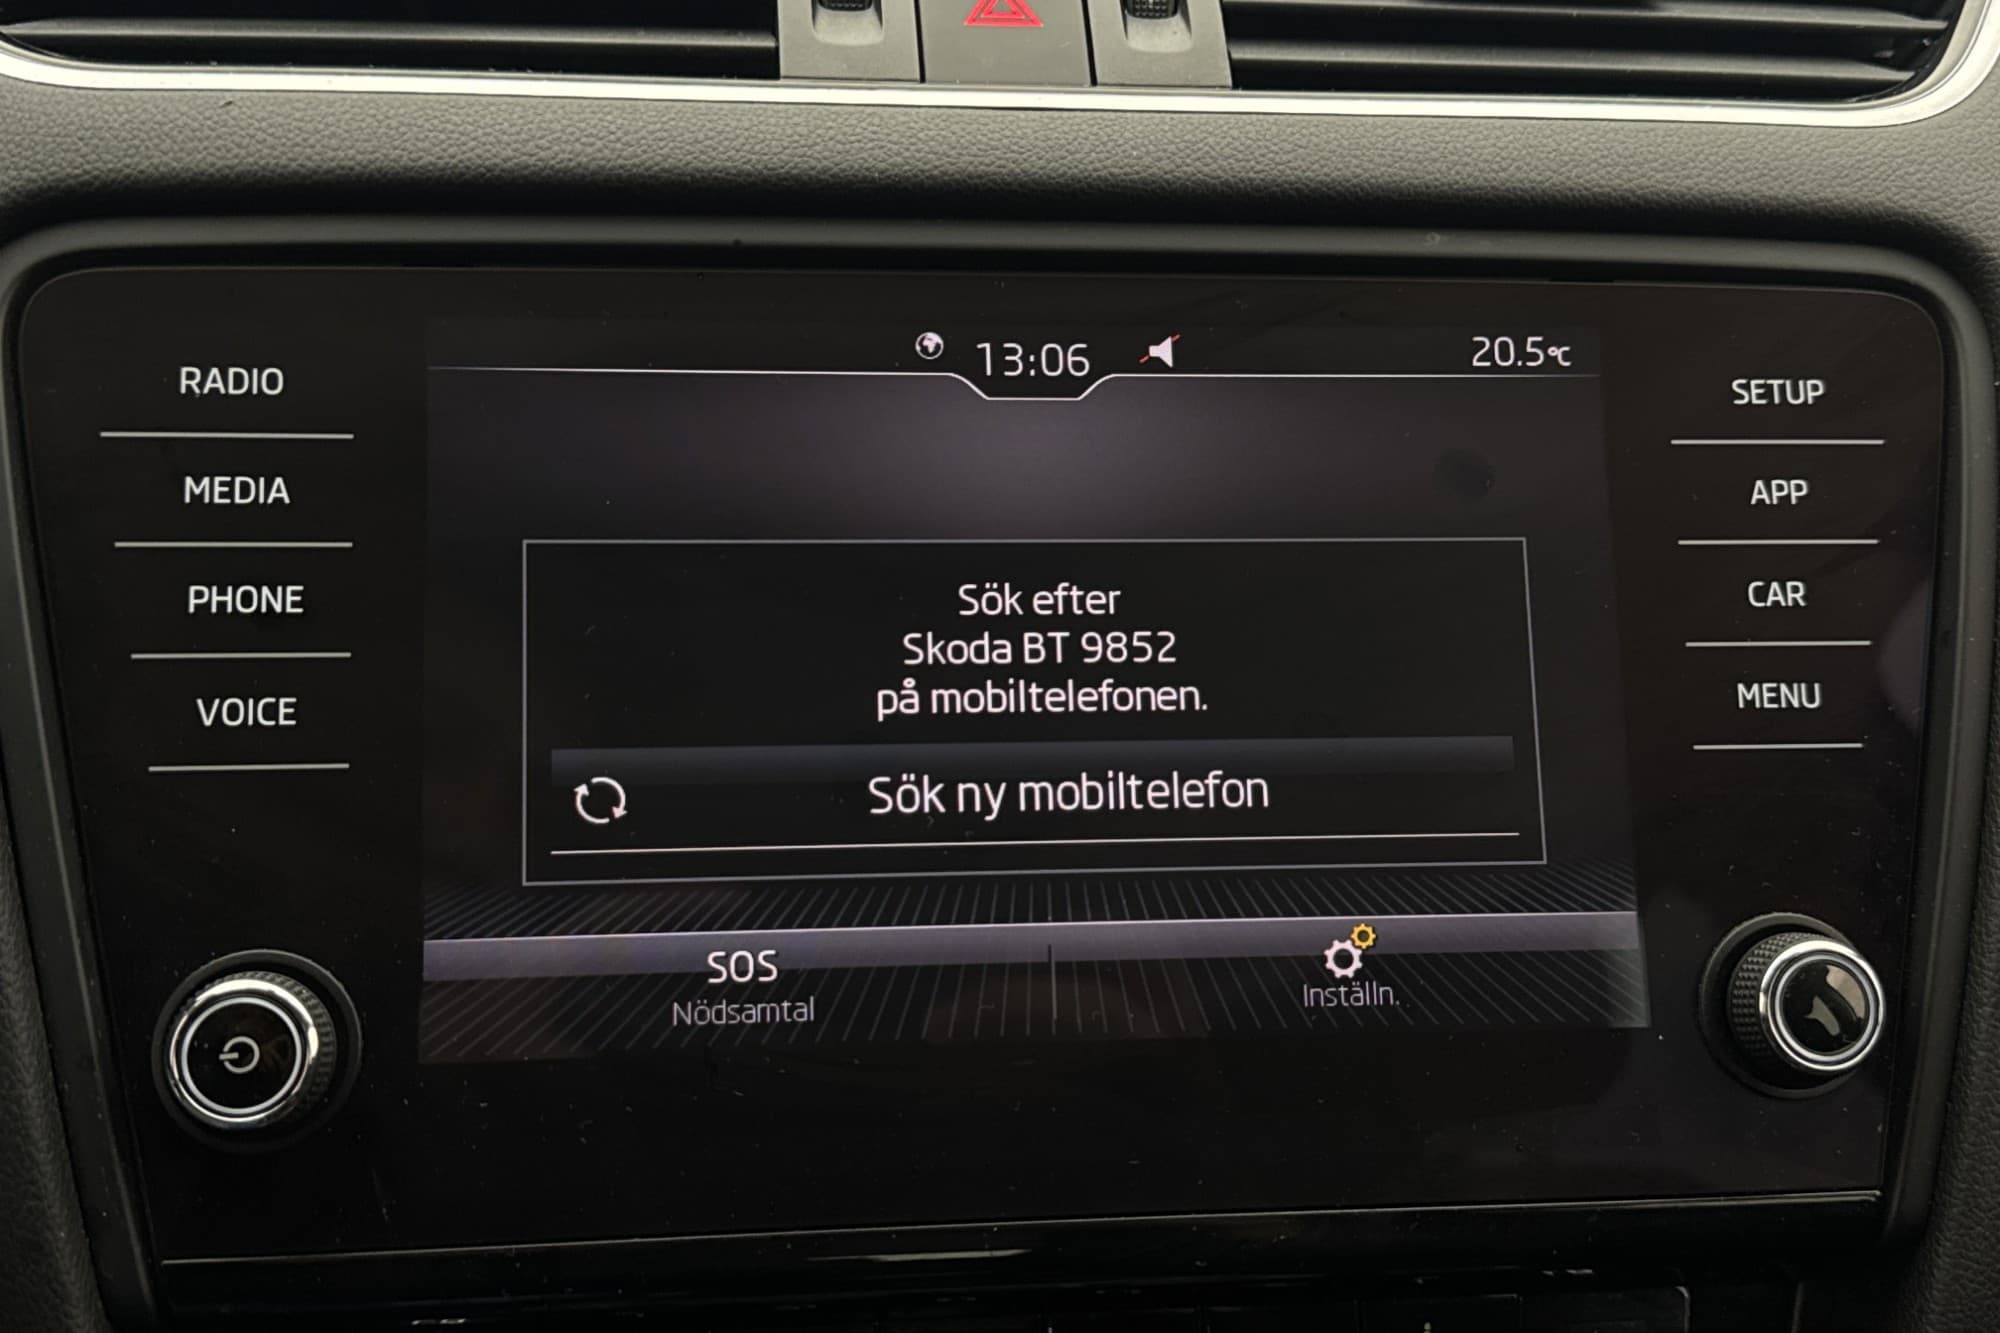 13:06
20.5°C
RADIO
MEDIA
PHONE
VOICE
SETUP
APP
CAR
MENU
Sök efter
Skoda BT 9852
på mobiltelefonen.
Sök ny mobiltelefon
SOS
Nödsamtal
Inställn.